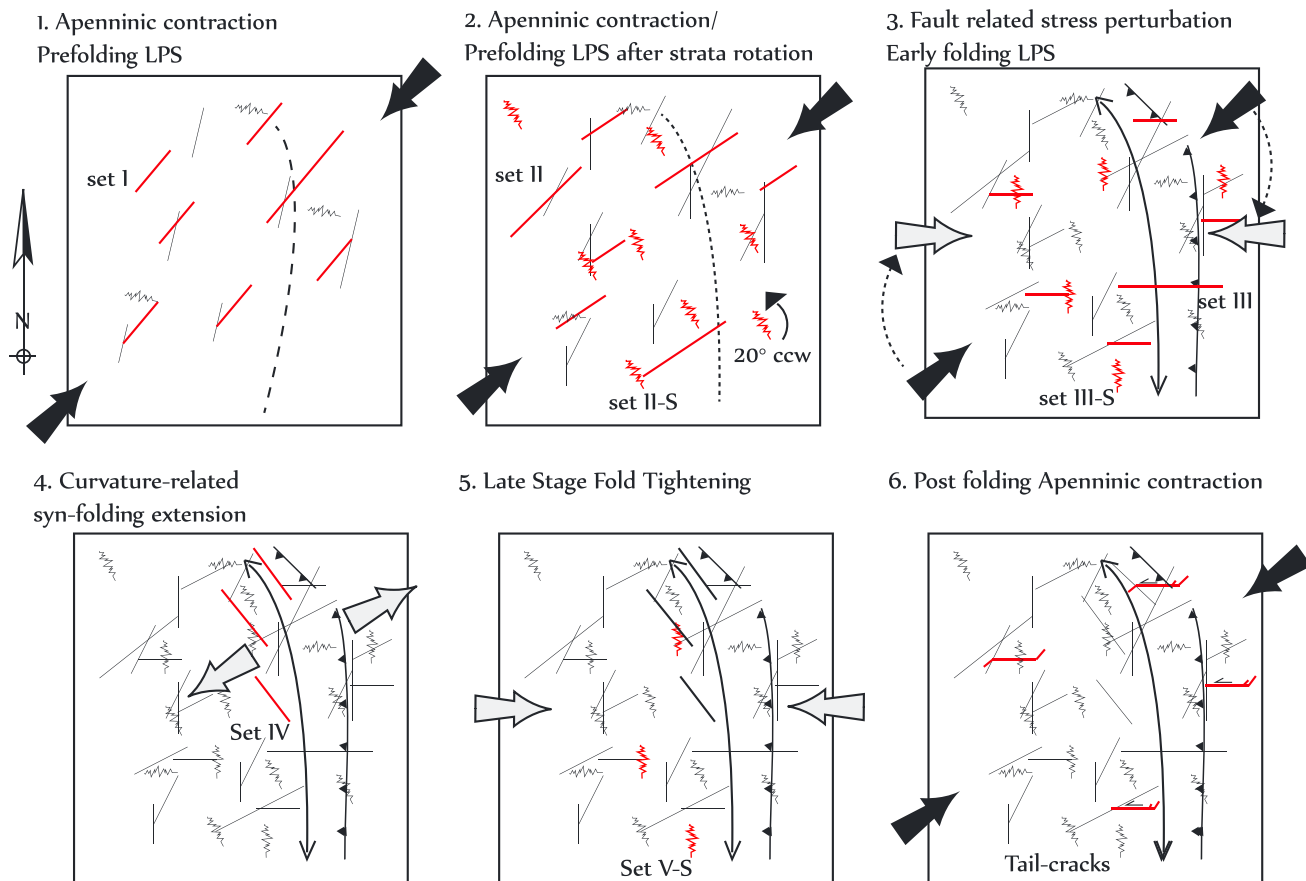 1. Apenninic contraction
Prefolding LPS
set I
N
2. Apenninic contraction/
Prefolding LPS after strata rotation
set II
20° ccw
set II-S
3. Fault related stress perturbation
Early folding LPS
set III
set III-S
4. Curvature-related
syn-folding extension
Set IV
5. Late Stage Fold Tightening
Set V-S
6. Post folding Apenninic contraction
Tail-cracks